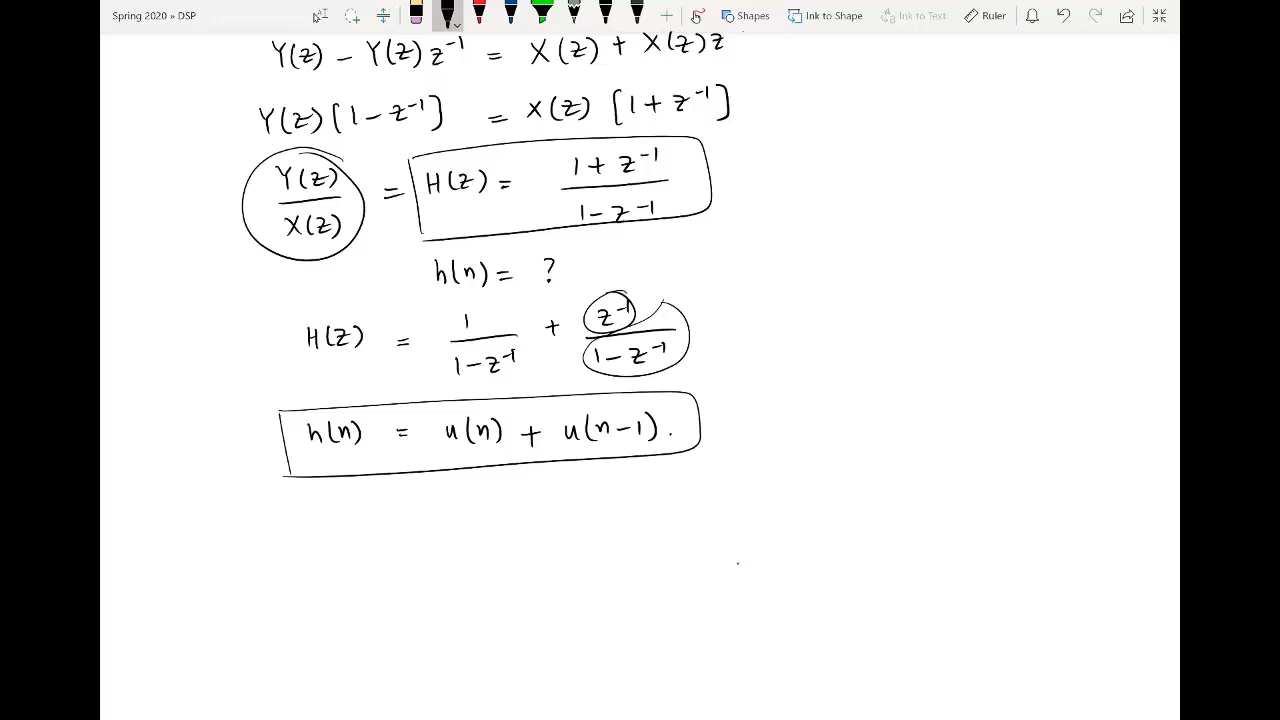 Spring 2020 » DSP Shapes Ink to Shape Ink to Text Ruler
Y(z) - Y(z) z⁻¹ = X(z) + X(z) z
Y(z) [1 - z⁻¹] = X(z) [1 + z⁻¹]
Y(z)/X(z) = H(z) = (1 + z⁻¹)/(1 - z⁻¹)
h(n) = ?
H(z) = 1/(1 - z⁻¹) + z⁻¹/(1 - z⁻¹)
h(n) = u(n) + u(n-1).